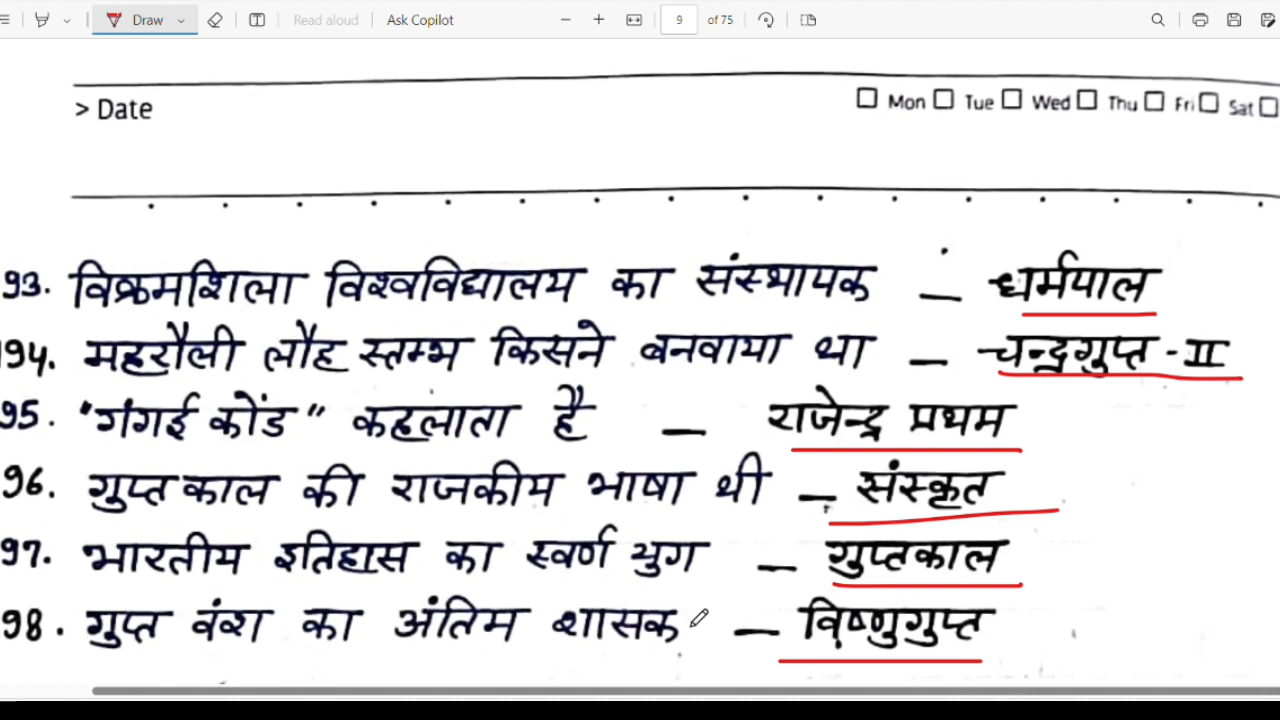 Draw Read aloud Ask Copilot 9 of 75
> Date Mon Tue Wed Thu Fri Sat
93. विक्रमशिला विश्वविद्यालय का संस्थापक — धर्मपाल
194. महरौली लौह स्तम्भ किसने बनवाया था — चन्द्रगुप्त - II
95. "गंगई कोंड" कहलाता है — राजेन्द्र प्रथम
96. गुप्तकाल की राजकीय भाषा थी — संस्कृत
97. भारतीय इतिहास का स्वर्ण युग — गुप्तकाल
98. गुप्त वंश का अंतिम शासक — विष्णुगुप्त